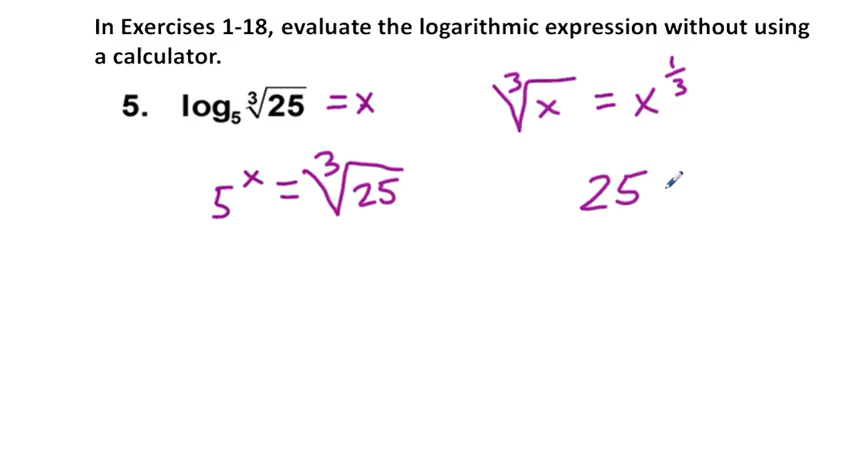 In Exercises 1-18, evaluate the logarithmic expression without using
a calculator.
5. log₅ ∛25 = x
∛x = x^(1/3)
5^x = ∛25
25